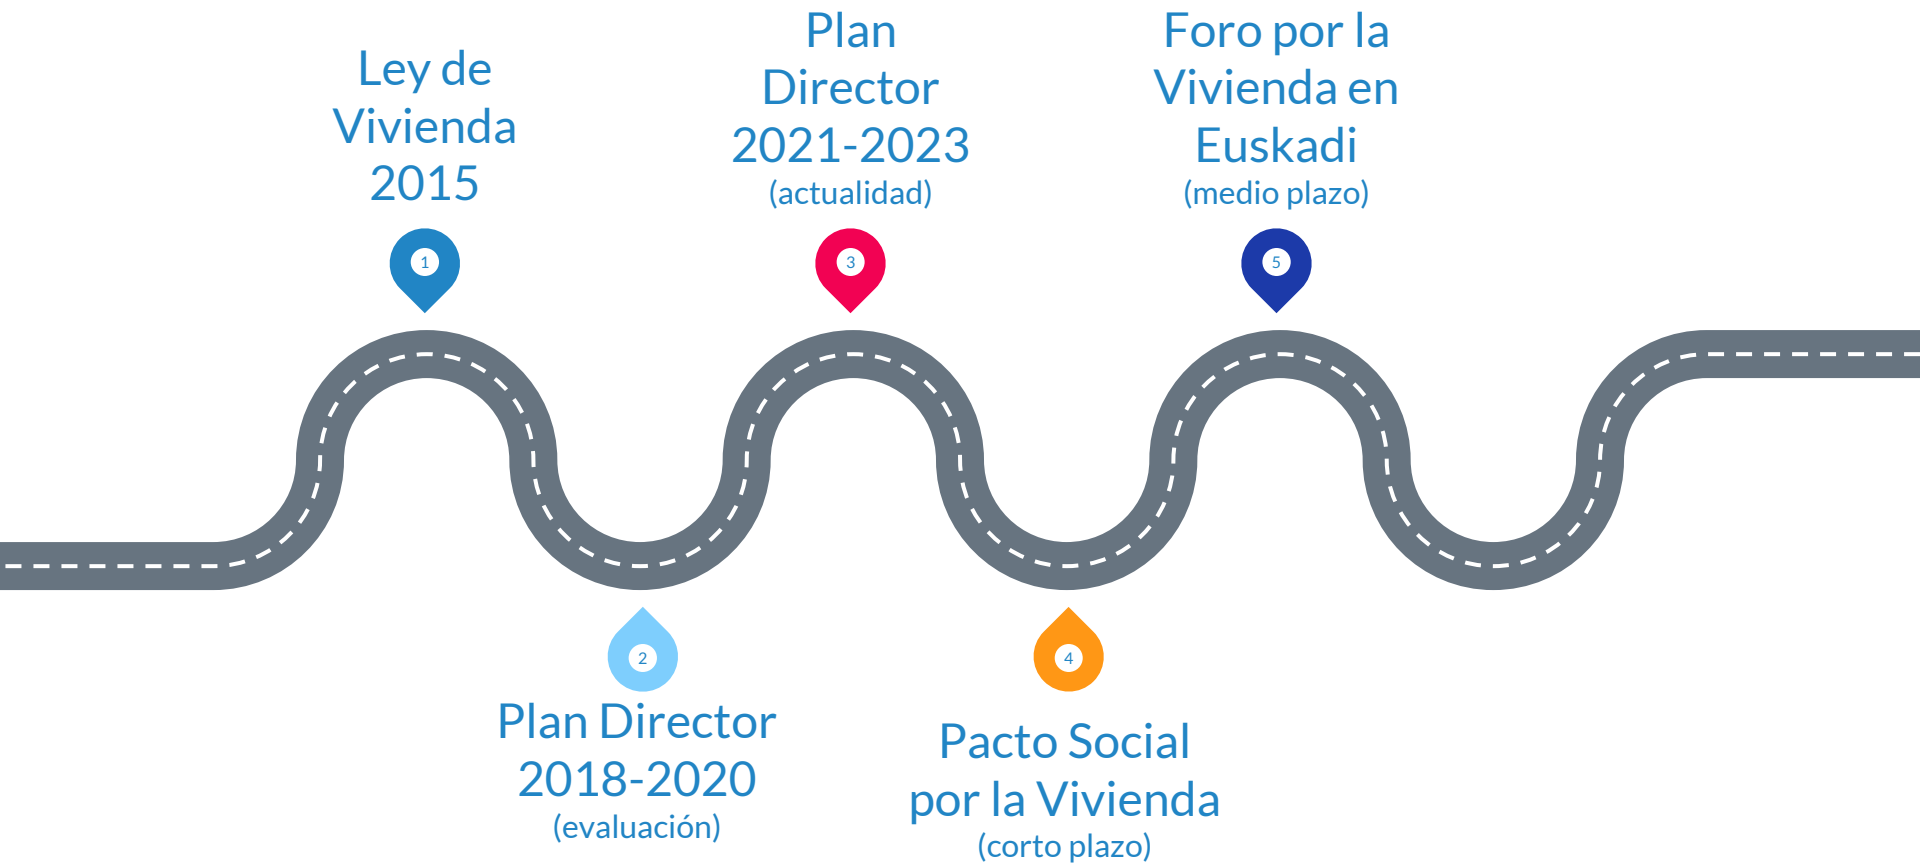 Ley de
Vivienda
2015
1
Plan Director
2018-2020
(evaluación)
2
Plan
Director
2021-2023
(actualidad)
3
Pacto Social
por la Vivienda
(corto plazo)
4
Foro por la
Vivienda en
Euskadi
(medio plazo)
5